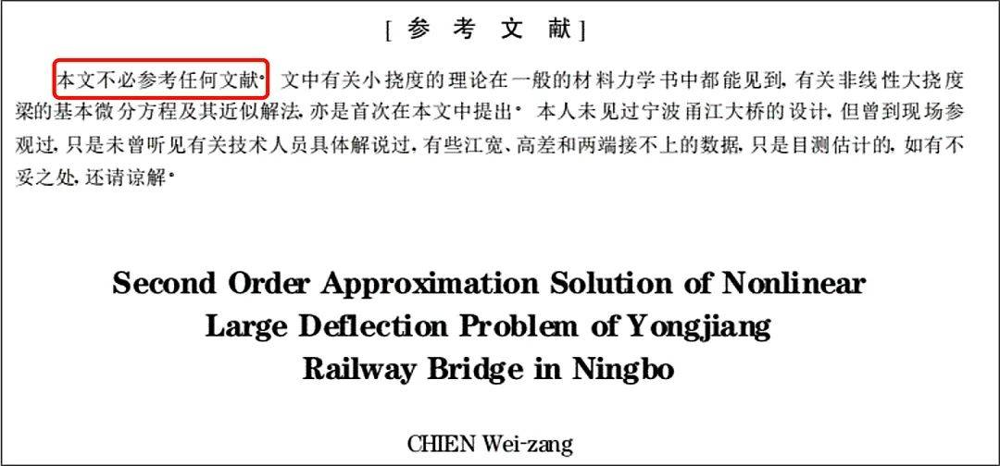 [ 参 考 文 献 ]
本文不必参考任何文献。 文中有关小挠度的理论在一般的材料力学书中都能见到, 有关非线性大挠度
梁的基本微分方程及其近似解法, 亦是首次在本文中提出。 本人未见过宁波甬江大桥的设计, 但曾到现场参
观过, 只是未曾听见有关技术人员具体解说过, 有些江宽、高差和两端接不上的数据, 只是目测估计的, 如有不
妥之处, 还请谅解。
Second Order Approximation Solution of Nonlinear
Large Deflection Problem of Yongjiang
Railway Bridge in Ningbo
CHIEN Wei-zang